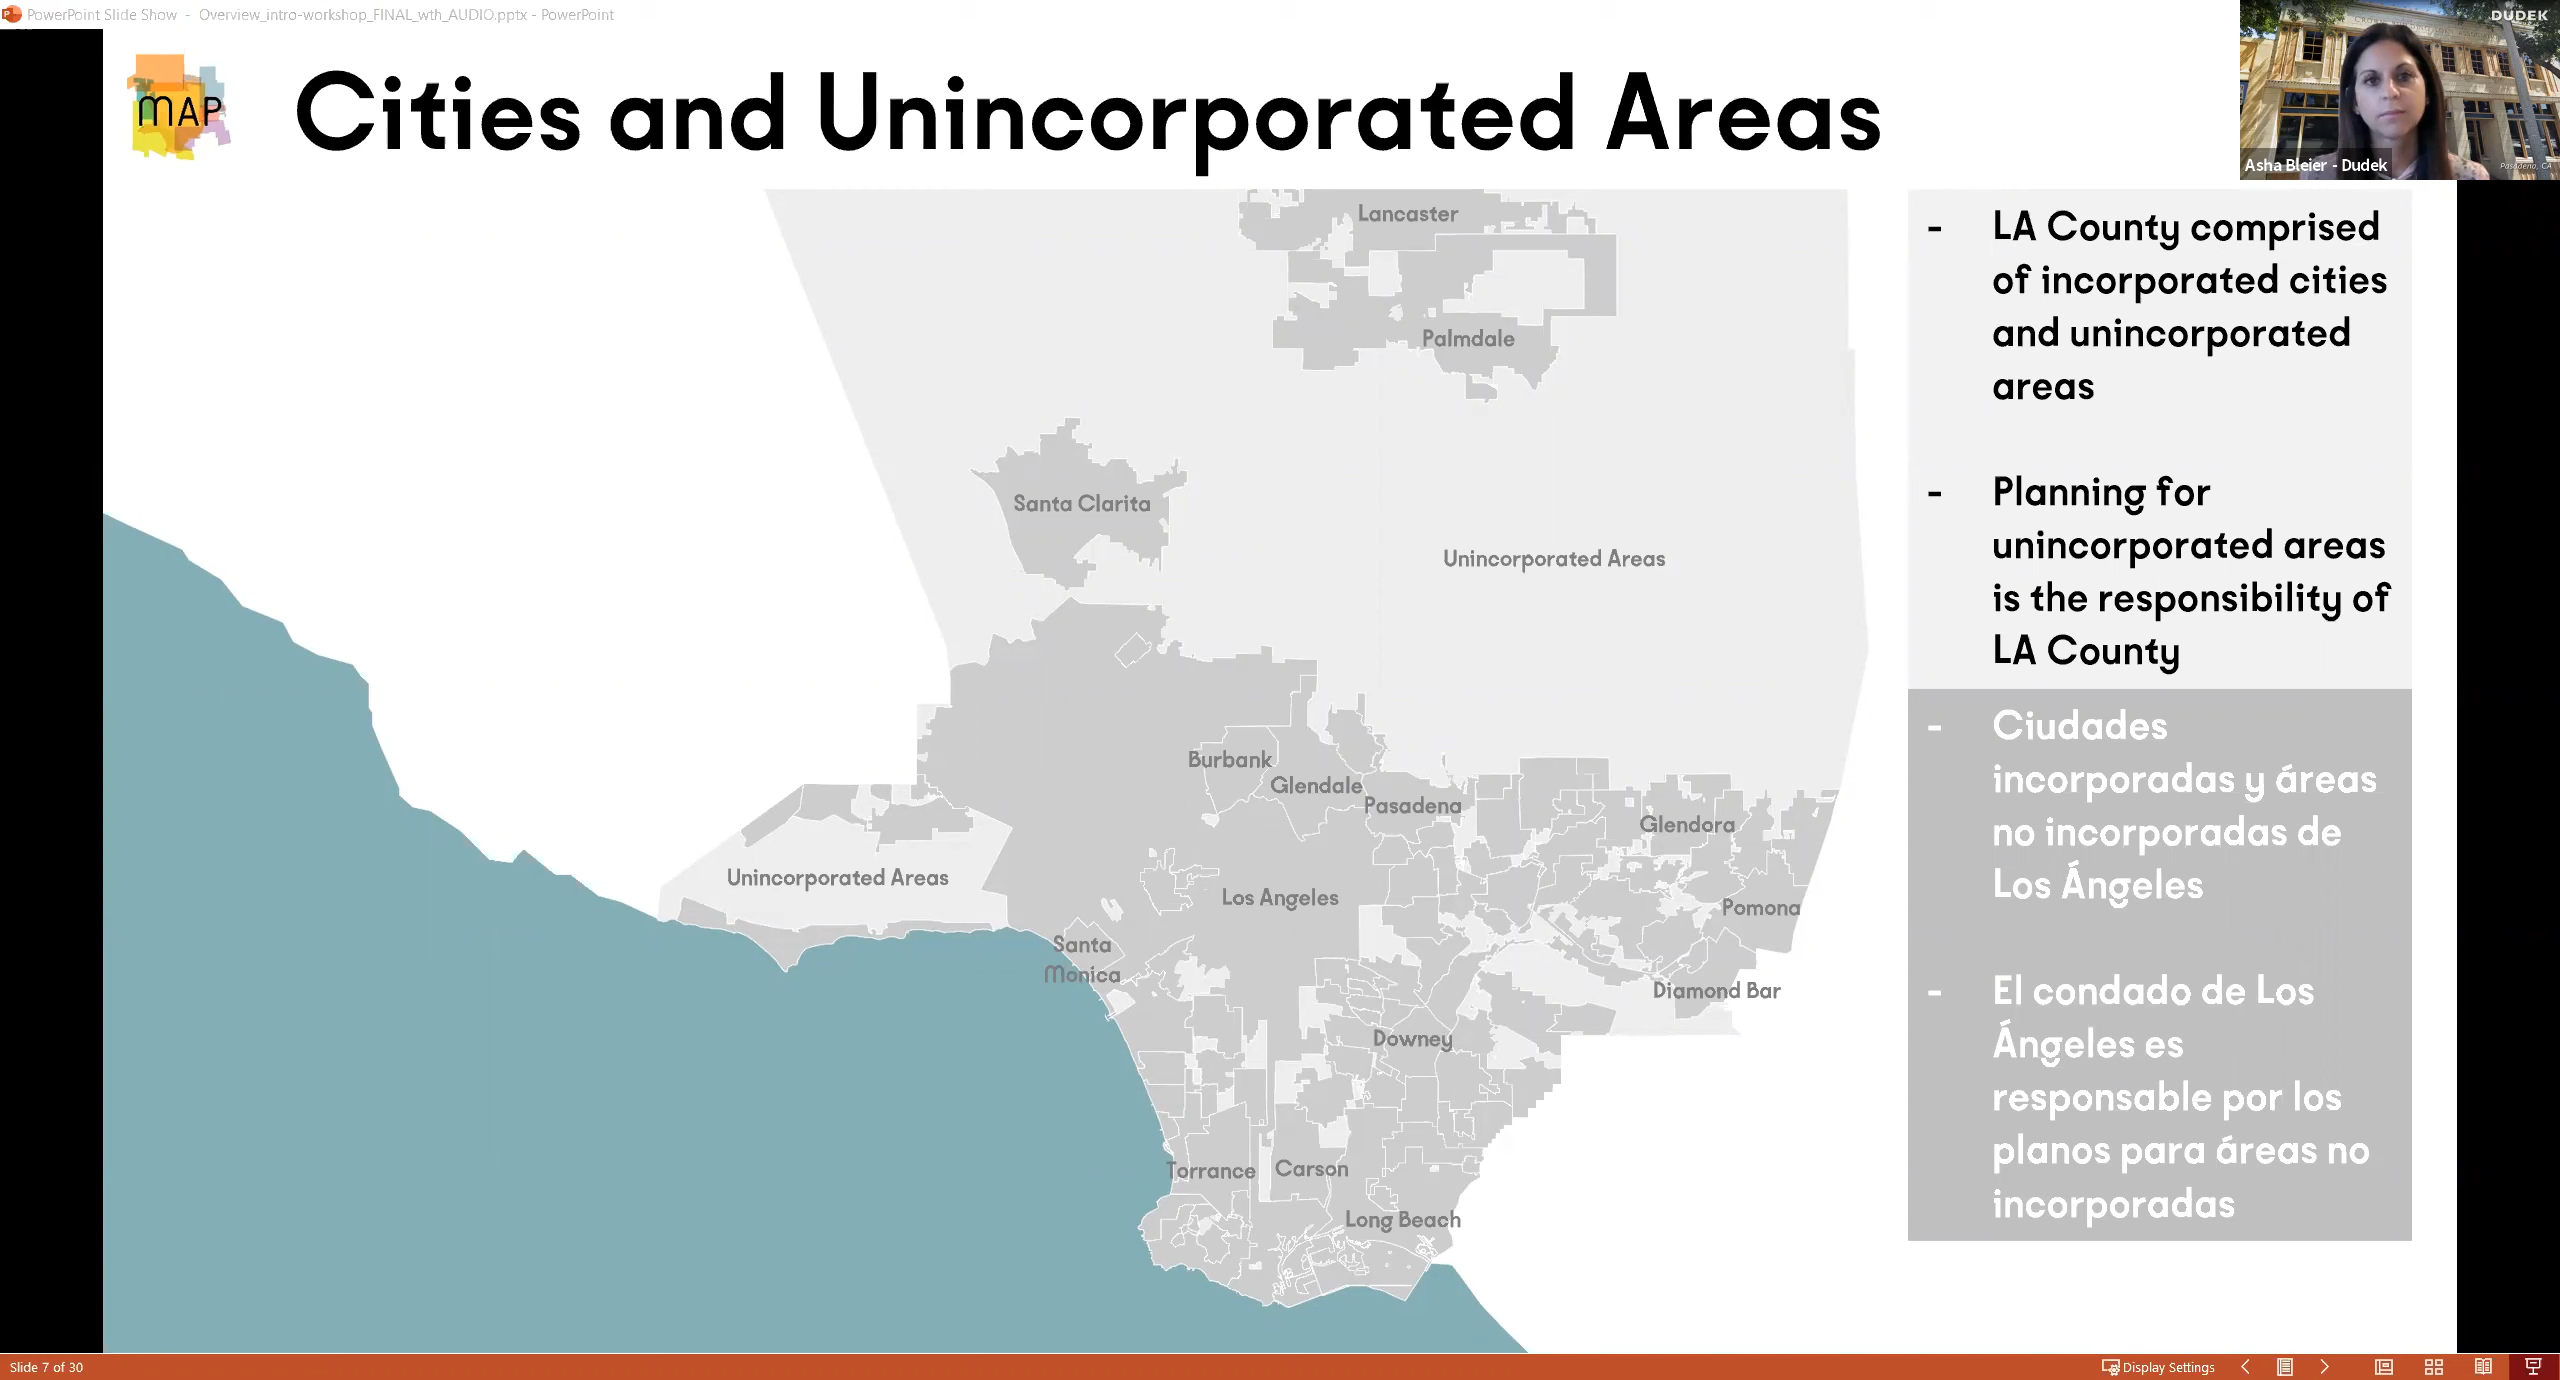 PowerPoint Slide Show - Overview_intro-workshop_FINAL_wth_AUDIO.pptx - PowerPoint
DUDEK
MAP
Cities and Unincorporated Areas
Pasadena, CA
Asha Bleier - Dudek
Lancaster
Palmdale
Santa Clarita
Unincorporated Areas
Burbank
Glendale
Pasadena
Glendora
Unincorporated Areas
Los Angeles
Pomona
Santa
Monica
Diamond Bar
Downey
Torrance
Carson
Long Beach
- LA County comprised
of incorporated cities
and unincorporated
areas
- Planning for
unincorporated areas
is the responsibility of
LA County
- Ciudades
incorporadas y áreas
no incorporadas de
Los Ángeles
- El condado de Los
Ángeles es
responsable por los
planos para áreas no
incorporadas
Slide 7 of 30
Display Settings